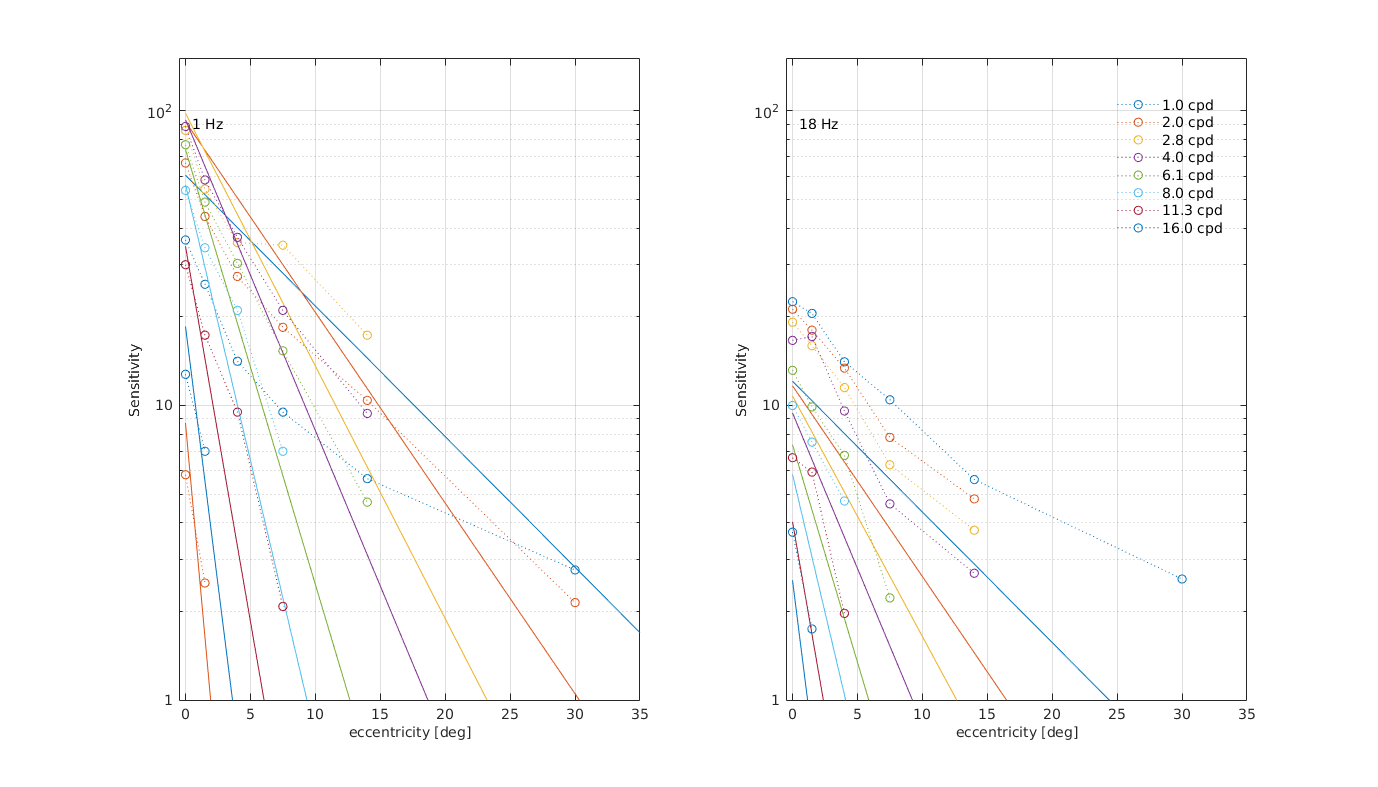 1 Hz
Sensitivity
10²
10
1
0 5 10 15 20 25 30 35
eccentricity [deg]
18 Hz
1.0 cpd
2.0 cpd
2.8 cpd
4.0 cpd
6.1 cpd
8.0 cpd
11.3 cpd
16.0 cpd
Sensitivity
10²
10
1
0 5 10 15 20 25 30 35
eccentricity [deg]